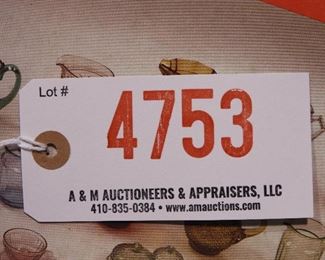 Lot #
4753
A & M AUCTIONEERS & APPRAISERS, LLC
410-835-0384 • www.amauctions.com